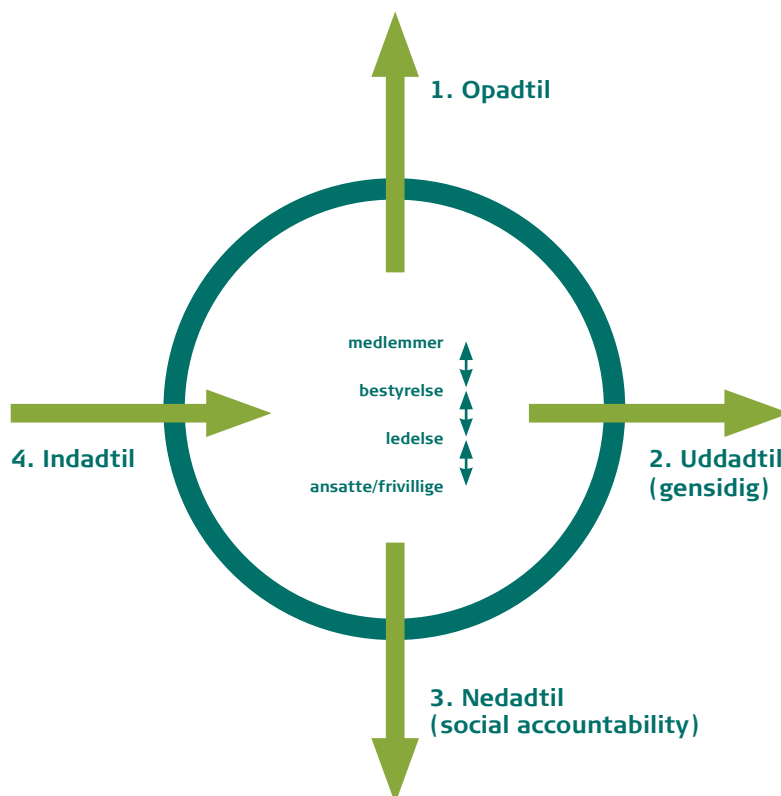 1. Opadtil
medlemmer
bestyrelse
ledelse
ansatte/frivillige
4. Indadtil
2. Uddadtil
(gensidig)
3. Nedadtil
(social accountability)